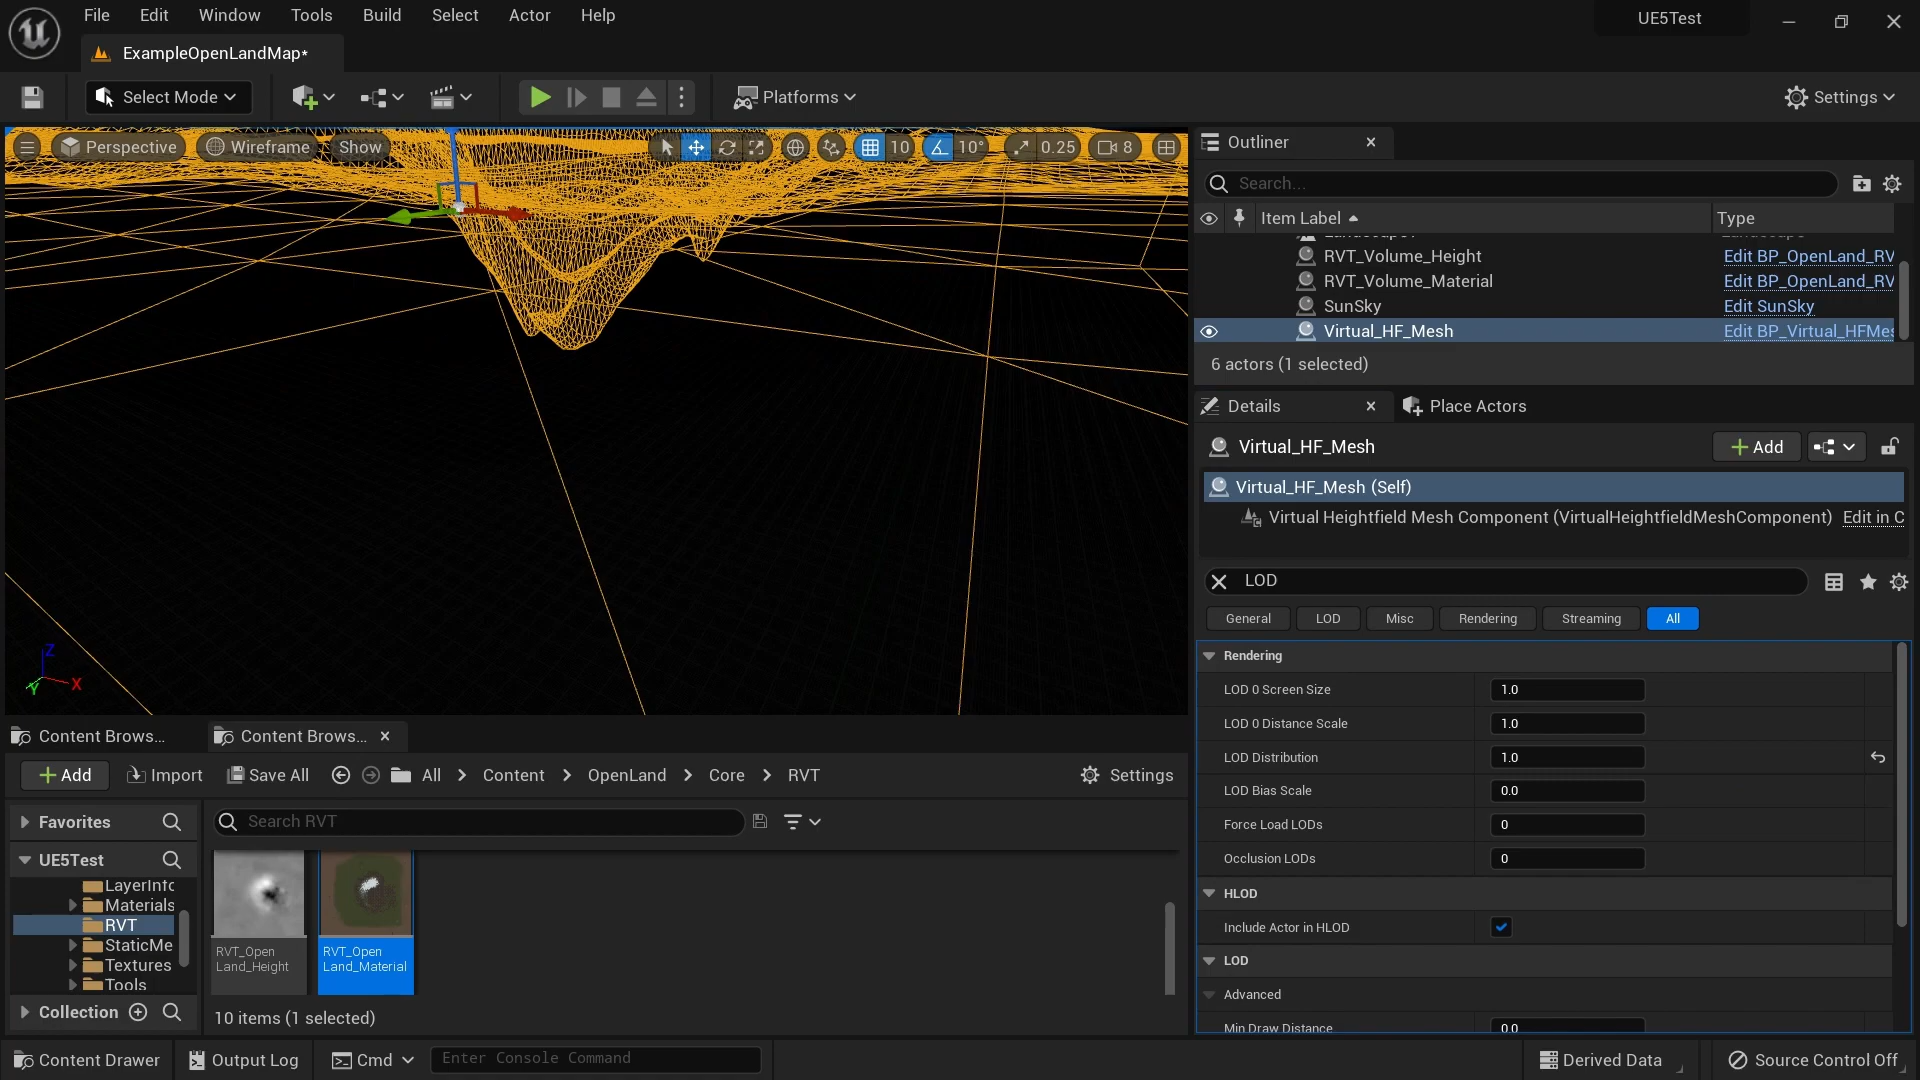 File Edit Window Tools Build Select Actor Help
UE5Test
ExampleOpenLandMap*
Select Mode
Platforms
Settings
Perspective Wireframe Show
10 10° 0.25 8
Z
X
Y
Outliner
Search...
Item Label Type
RVT_Volume_Height Edit BP_OpenLand_RV
RVT_Volume_Material Edit BP_OpenLand_RV
SunSky Edit SunSky
Virtual_HF_Mesh Edit BP_Virtual_HFMes
6 actors (1 selected)
Details Place Actors
Virtual_HF_Mesh Add
Virtual_HF_Mesh (Self)
Virtual Heightfield Mesh Component (VirtualHeightfieldMeshComponent) Edit in C
LOD
General LOD Misc Rendering Streaming All
Rendering
LOD 0 Screen Size 1.0
LOD 0 Distance Scale 1.0
LOD Distribution 1.0
LOD Bias Scale 0.0
Force Load LODs 0
Occlusion LODs 0
HLOD
Include Actor in HLOD
LOD
Advanced
Min Draw Distance 0.0
Content Brows... Content Brows...
Add Import Save All All Content OpenLand Core RVT Settings
Favorites
Search RVT
UE5Test
LayerInfo
Materials
RVT
StaticMe
Textures
Tools
Collection
RVT_Open
Land_Height
RVT_Open
Land_Material
10 items (1 selected)
Content Drawer Output Log Cmd Enter Console Command Derived Data Source Control Off